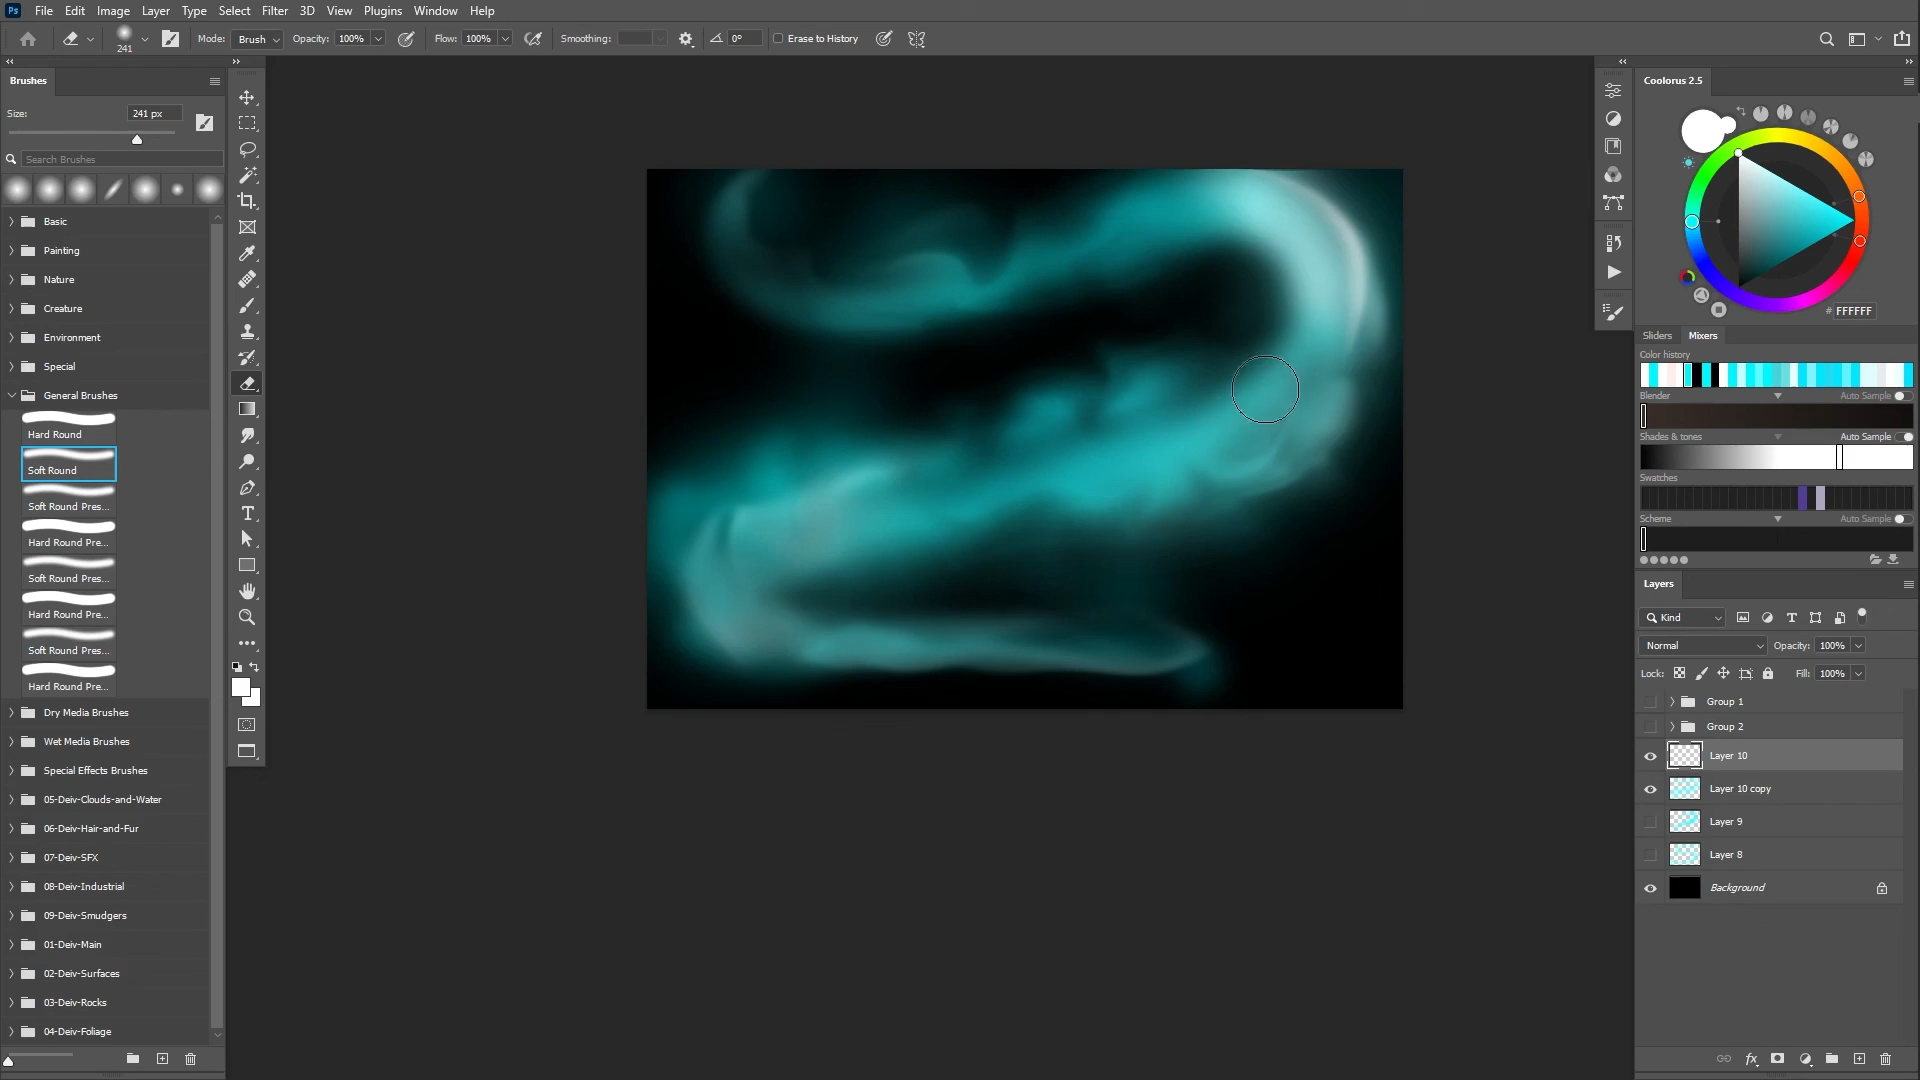 Ps File Edit Image Layer Type Select Filter 3D View Plugins Window Help
241 Mode: Brush Opacity: 100% Flow: 100% Smoothing: 0° Erase to History
Brushes
Size: 241 px
Search Brushes
Basic
Painting
Nature
Creature
Environment
Special
General Brushes
Hard Round
Soft Round
Soft Round Pres...
Hard Round Pre...
Soft Round Pres...
Hard Round Pre...
Soft Round Pres...
Hard Round Pre...
Dry Media Brushes
Wet Media Brushes
Special Effects Brushes
05-Deiv-Clouds-and-Water
06-Deiv-Hair-and-Fur
07-Deiv-SFX
08-Deiv-Industrial
09-Deiv-Smudgers
01-Deiv-Main
02-Deiv-Surfaces
03-Deiv-Rocks
04-Deiv-Foliage
Coolorus 2.5
# FFFFFF
Sliders Mixers
Color history
Blender Auto Sample
Shades & tones Auto Sample
Swatches
Scheme Auto Sample
Layers
Kind
Normal Opacity: 100%
Lock: Fill: 100%
Group 1
Group 2
Layer 10
Layer 10 copy
Layer 9
Layer 8
Background
fx